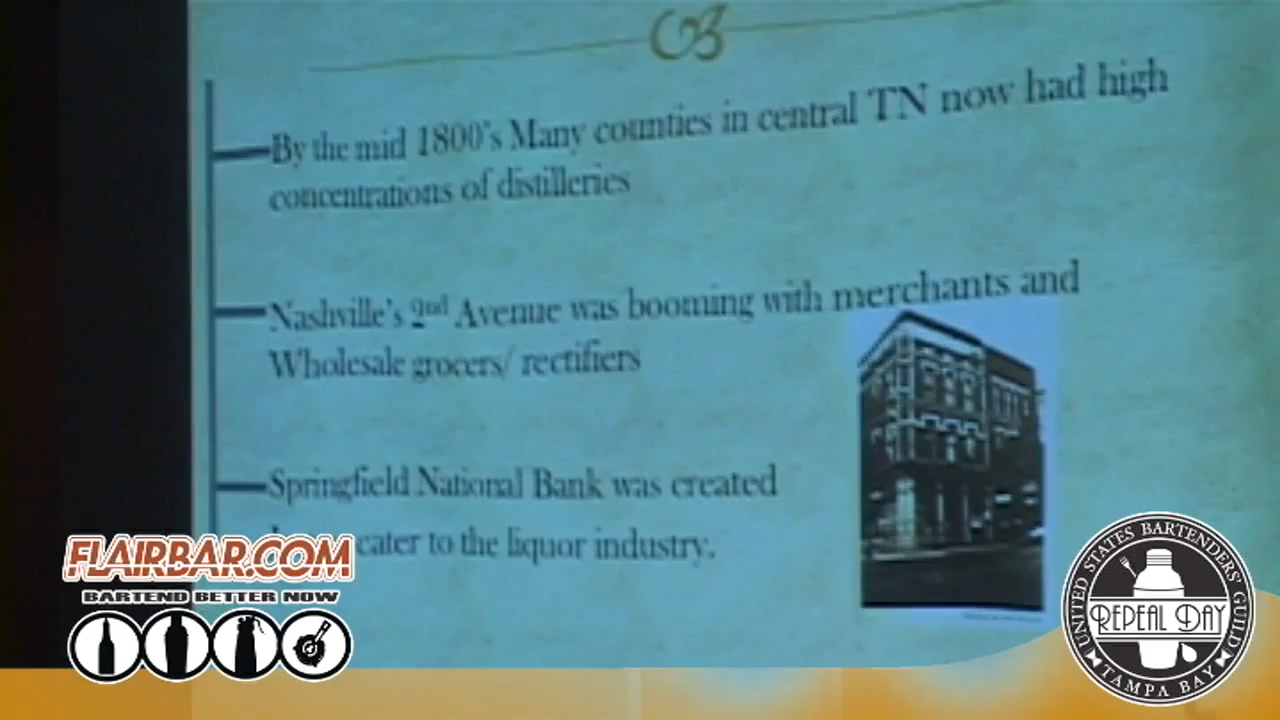 By the mid 1800's Many counties in central TN now had high
concentrations of distilleries
Nashville's 2nd Avenue was booming with merchants and
Wholesale grocers/ rectifiers
Springfield National Bank was created
cater to the liquor industry.
FLAIRBAR.COM
BARTEND BETTER NOW
UNITED STATES BARTENDERS' GUILD
REPEAL DAY
TAMPA BAY